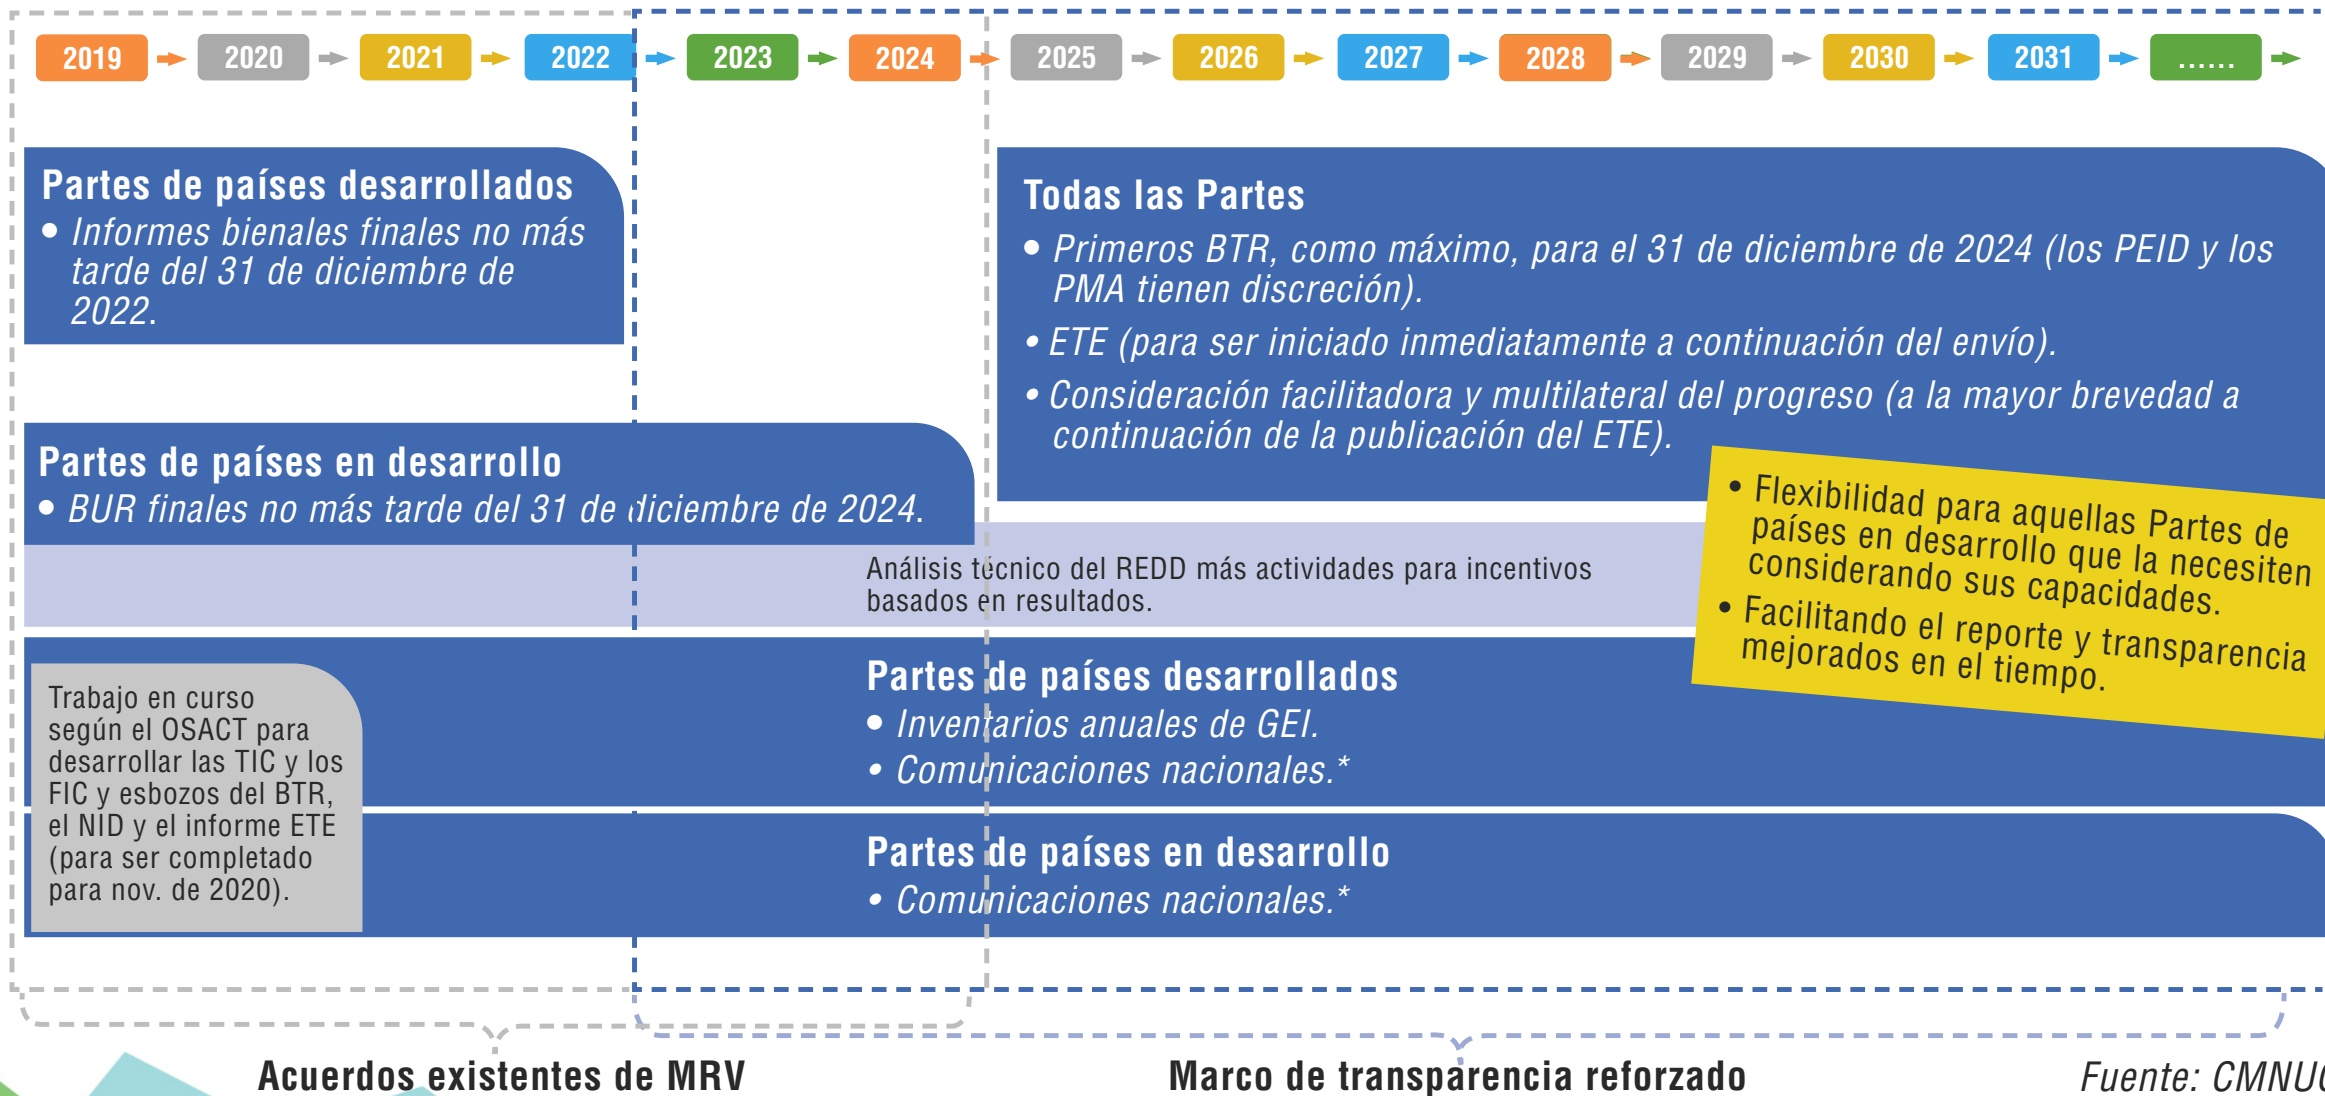 2019 2020 2021 2022 2023 2024 2025 2026 2027 2028 2029 2030 2031 ......
Partes de países desarrollados
• Informes bienales finales no más
tarde del 31 de diciembre de
2022.
Todas las Partes
• Primeros BTR, como máximo, para el 31 de diciembre de 2024 (los PEID y los
PMA tienen discreción).
• ETE (para ser iniciado inmediatamente a continuación del envío).
• Consideración facilitadora y multilateral del progreso (a la mayor brevedad a
continuación de la publicación del ETE).
Partes de países en desarrollo
• BUR finales no más tarde del 31 de diciembre de 2024.
• Flexibilidad para aquellas Partes de
países en desarrollo que la necesiten
considerando sus capacidades.
• Facilitando el reporte y transparencia
mejorados en el tiempo.
Análisis técnico del REDD más actividades para incentivos
basados en resultados.
Trabajo en curso
según el OSACT para
desarrollar las TIC y los
FIC y esbozos del BTR,
el NID y el informe ETE
(para ser completado
para nov. de 2020).
Partes de países desarrollados
• Inventarios anuales de GEI.
• Comunicaciones nacionales.*
Partes de países en desarrollo
• Comunicaciones nacionales.*
Acuerdos existentes de MRV
Marco de transparencia reforzado
Fuente: